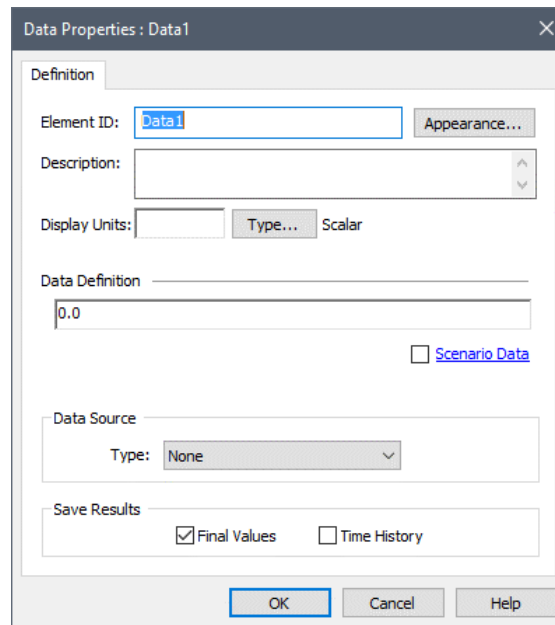 Data Properties : Data1
Definition
Element ID: Data1 Appearance...
Description:
Display Units: Type... Scalar
Data Definition
0.0
Scenario Data
Data Source
Type: None
Save Results
Final Values Time History
OK Cancel Help